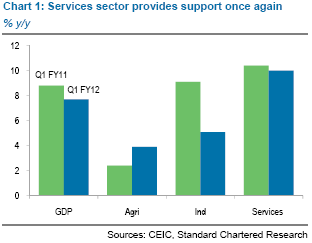 Chart 1: Services sector provides support once again
% y/y
12
10
8
6
4
2
0
Q1 FY11
Q1 FY12
GDP
Agri
Ind
Services
Sources: CEIC, Standard Chartered Research